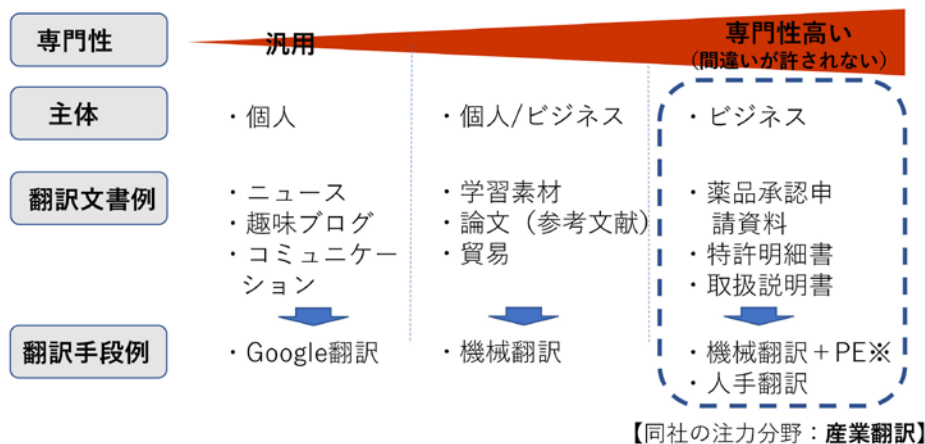 専門性
汎用
専門性高い
(間違いが許されない)
主体
・個人
・個人/ビジネス
・ビジネス
翻訳文書例
・ニュース
・趣味ブログ
・コミュニケー
ション
・学習素材
・論文（参考文献）
・貿易
・薬品承認申
請資料
・特許明細書
・取扱説明書
翻訳手段例
・Google翻訳
・機械翻訳
・機械翻訳＋PE※
・人手翻訳
【同社の注力分野：産業翻訳】